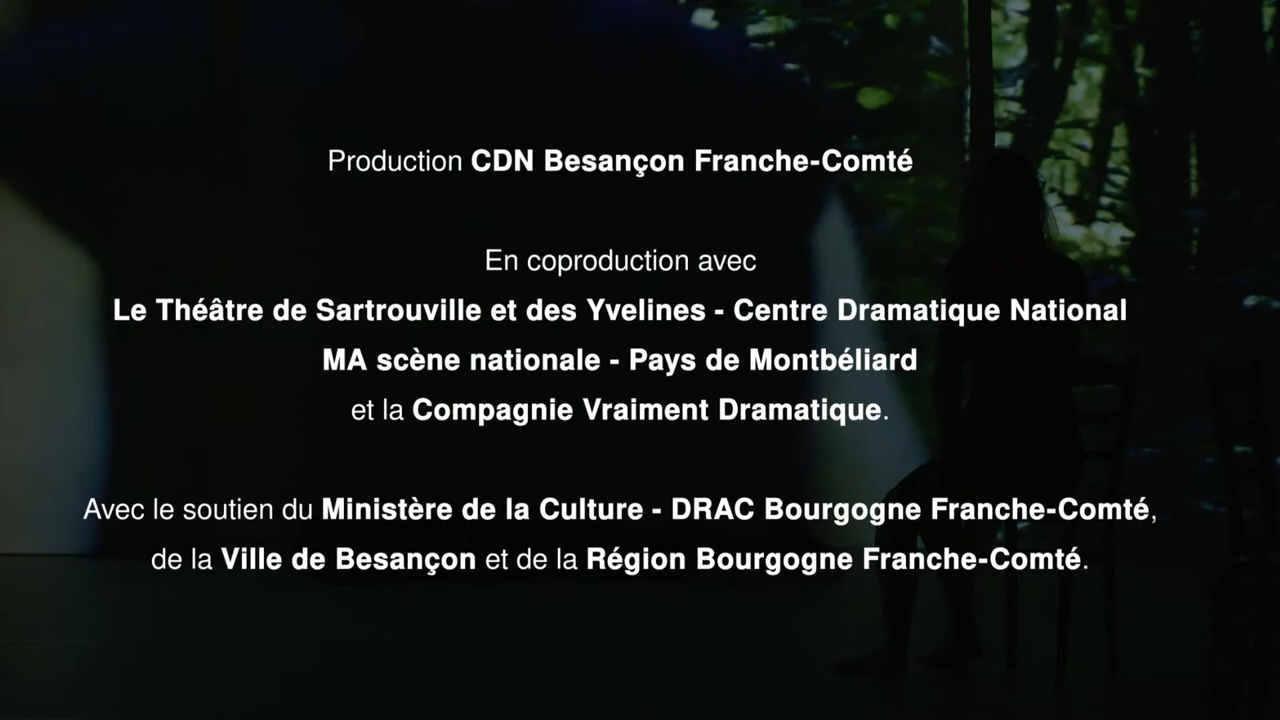 Production CDN Besançon Franche-Comté
En coproduction avec
Le Théâtre de Sartrouville et des Yvelines - Centre Dramatique National
MA scène nationale - Pays de Montbéliard
et la Compagnie Vraiment Dramatique.
Avec le soutien du Ministère de la Culture - DRAC Bourgogne Franche-Comté,
de la Ville de Besançon et de la Région Bourgogne Franche-Comté.